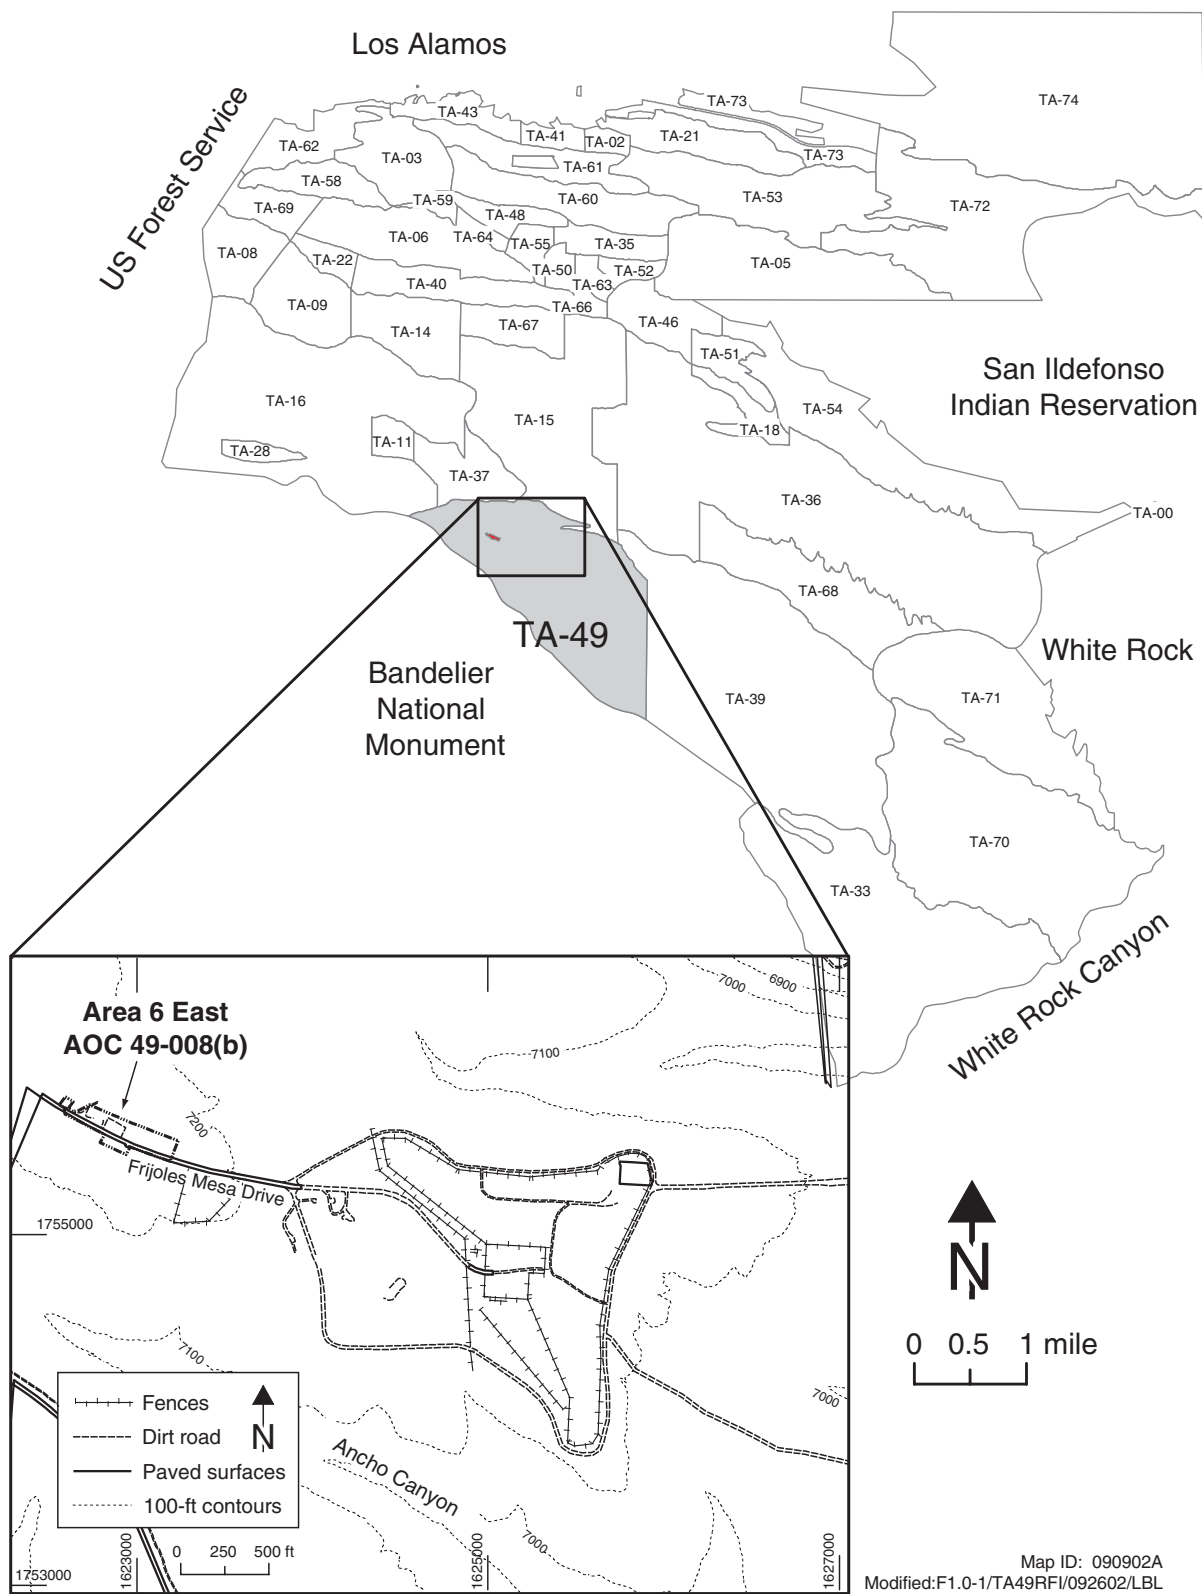 Los Alamos
US Forest Service
TA-73
TA-74
TA-43
TA-41
TA-02
TA-21
TA-62
TA-03
TA-73
TA-61
TA-58
TA-59
TA-60
TA-53
TA-72
TA-69
TA-48
TA-06
TA-64
TA-55
TA-35
TA-08
TA-22
TA-50
TA-52
TA-05
TA-40
TA-63
TA-09
TA-66
TA-14
TA-67
TA-46
TA-51
San Ildefonso
Indian Reservation
TA-16
TA-15
TA-54
TA-18
TA-11
TA-28
TA-37
TA-36
TA-00
TA-68
TA-49
White Rock
Bandelier
National
Monument
TA-39
TA-71
TA-70
TA-33
White Rock Canyon
Area 6 East
AOC 49-008(b)
7000
6900
7100
7200
Frijoles Mesa Drive
1755000
7100
7000
Ancho Canyon
7000
Fences
Dirt road
Paved surfaces
100-ft contours
N
0 250 500 ft
1753000
1623000
1625000
1627000
N
0 0.5 1 mile
Map ID: 090902A
Modified:F1.0-1/TA49RFI/092602/LBL